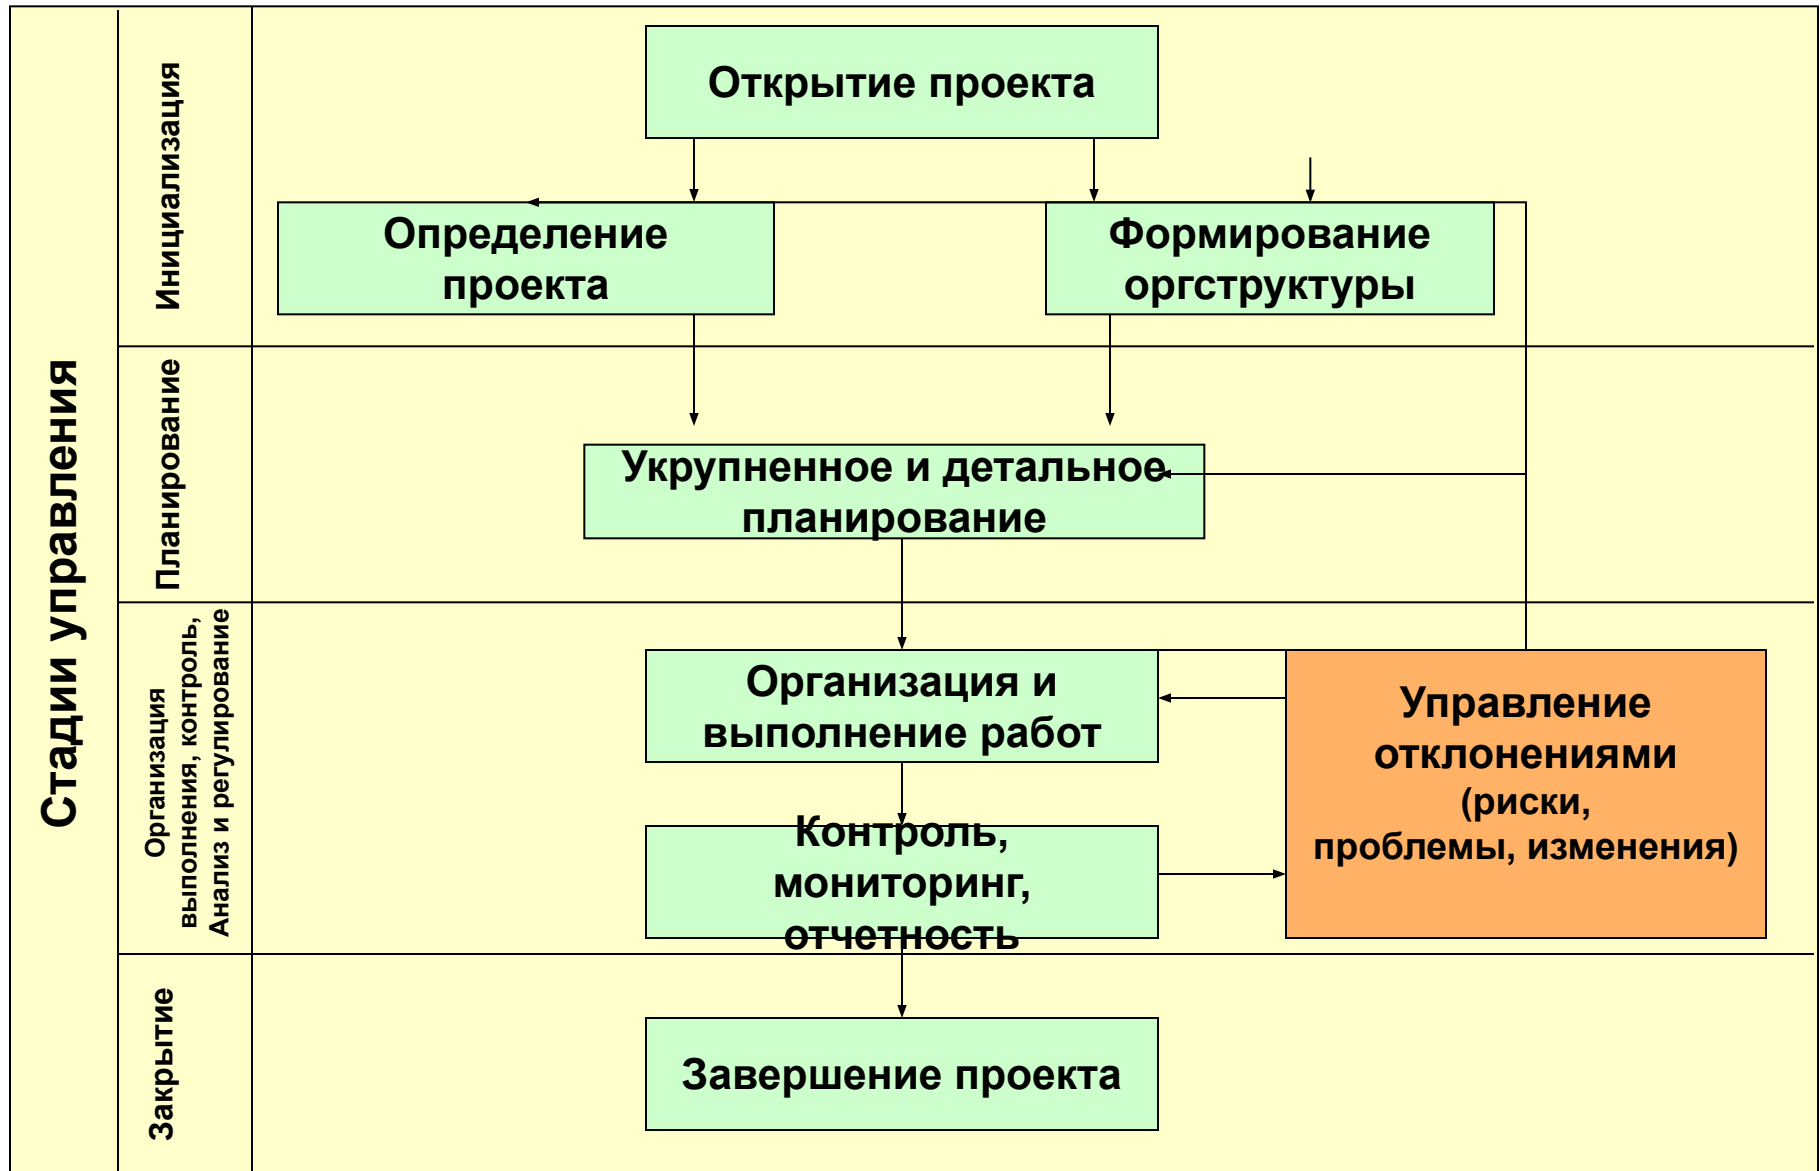 Стадии управления
Инициализация
Открытие проекта
Определение
проекта
Формирование
оргструктуры
Планирование
Укрупненное и детальное
планирование
Организация
выполнения, контроль,
Анализ и регулирование
Организация и
выполнение работ
Управление
отклонениями
(риски,
проблемы, изменения)
Контроль,
мониторинг,
отчетность
Закрытие
Завершение проекта